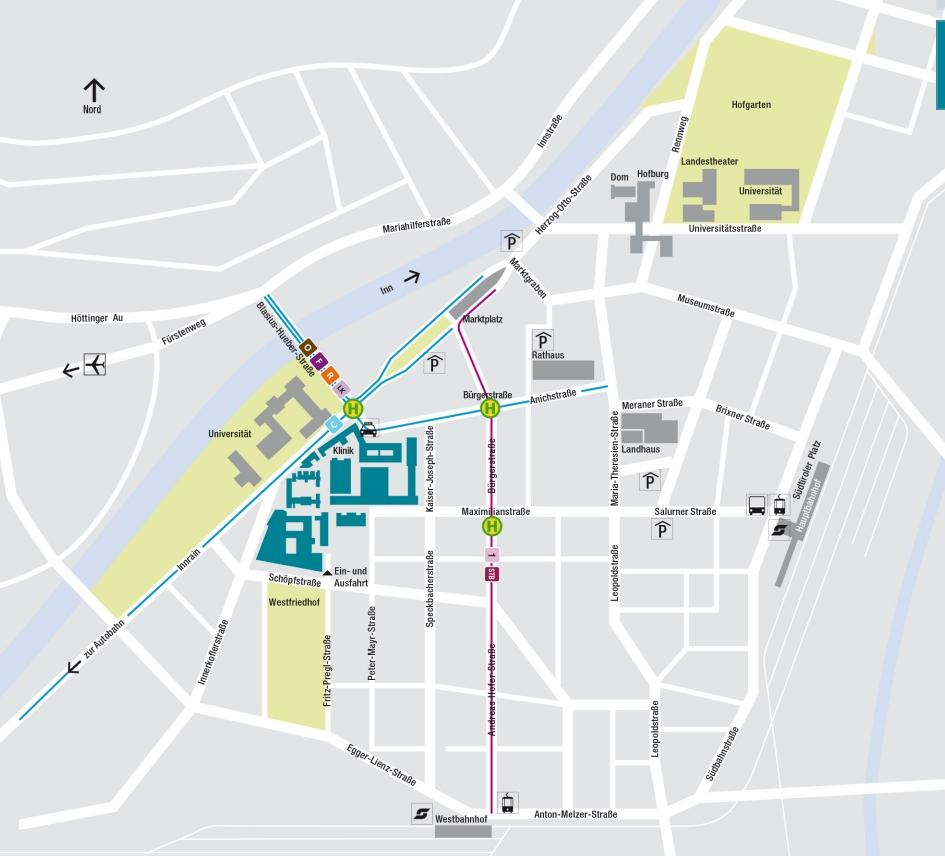 Nord
Hofgarten
Innstraße
Rennweg
Landestheater
Dom
Hofburg
Universität
Herzog-Otto-Straße
Mariahilferstraße
Universitätsstraße
P
Inn
Marktgraben
Museumstraße
Höttinger Au
Fürstenweg
Blasius-Hueber-Straße
Marktplatz
P
P
Rathaus
O
F
R
LK
H
C
Bürgerstraße
H
Anichstraße
Meraner Straße
Brixner Straße
Universität
Klinik
Kaiser-Joseph-Straße
Bürgerstraße
Maria-Theresien-Straße
Landhaus
P
Südtiroler Platz
Hauptbahnhof
Maximilianstraße
H
Salurner Straße
P
1
STB
Innrain
Schöpfstraße
Ein- und
Ausfahrt
Speckbacherstraße
Leopoldstraße
Westfriedhof
zur Autobahn
Innerkoflerstraße
Fritz-Pregl-Straße
Peter-Mayr-Straße
Andreas-Hofer-Straße
Leopoldstraße
Südbahnstraße
Egger-Lienz-Straße
Westbahnhof
Anton-Melzer-Straße